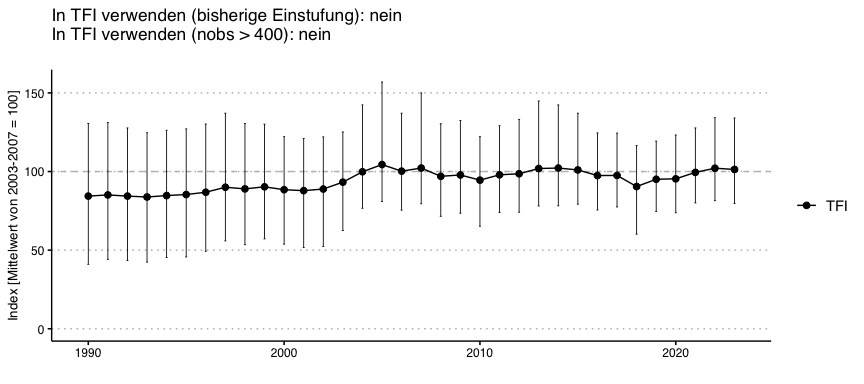 In TFI verwenden (bisherige Einstufung): nein
In TFI verwenden (nobs > 400): nein
Index [Mittelwert von 2003-2007 = 100]
150
100
50
0
1990
2000
2010
2020
TFI